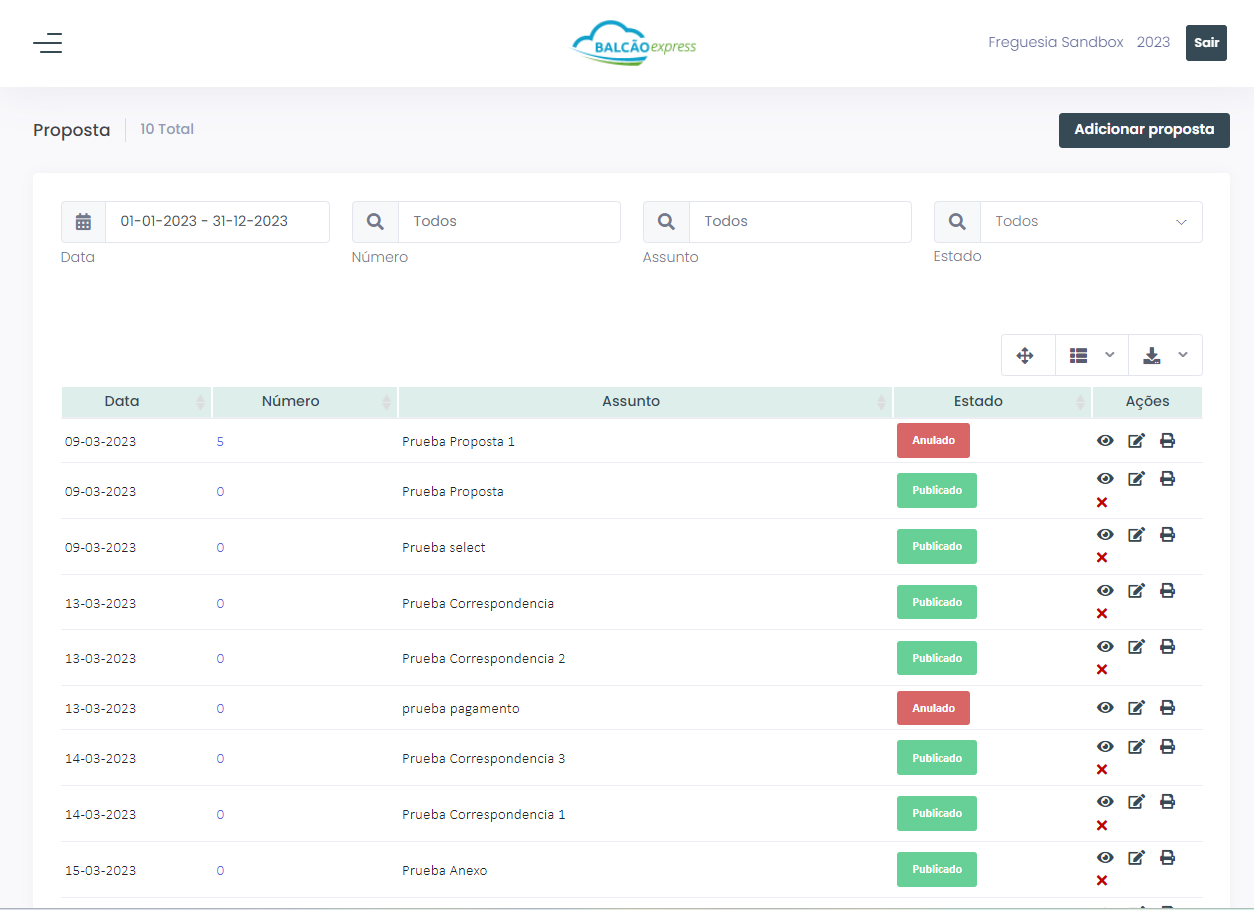 BALCÃO express
Freguesia Sandbox 2023 Sair
Proposta 10 Total Adicionar proposta
01-01-2023 - 31-12-2023 Todos Todos Todos
Data Número Assunto Estado
Data Número Assunto Estado Ações
09-03-2023 5 Prueba Proposta 1 Anulado
09-03-2023 0 Prueba Proposta Publicado
09-03-2023 0 Prueba select Publicado
13-03-2023 0 Prueba Correspondencia Publicado
13-03-2023 0 Prueba Correspondencia 2 Publicado
13-03-2023 0 prueba pagamento Anulado
14-03-2023 0 Prueba Correspondencia 3 Publicado
14-03-2023 0 Prueba Correspondencia 1 Publicado
15-03-2023 0 Prueba Anexo Publicado